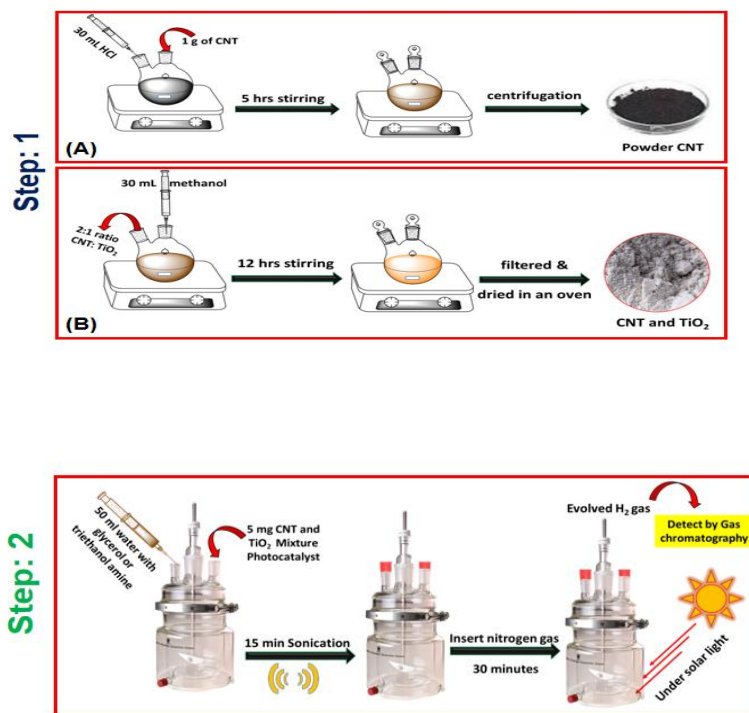 Step: 1
30 mL HCl
1 g of CNT
5 hrs stirring
centrifugation
Powder CNT
(A)
30 mL methanol
2:1 ratio
CNT: TiO₂
12 hrs stirring
filtered &
dried in an oven
CNT and TiO₂
(B)
Step: 2
50 ml water with
glycerol or
triethanol amine
5 mg CNT and
TiO₂ Mixture
Photocatalyst
15 min Sonication
Insert nitrogen gas
30 minutes
Evolved H₂ gas
Detect by Gas
chromatography
Under solar light